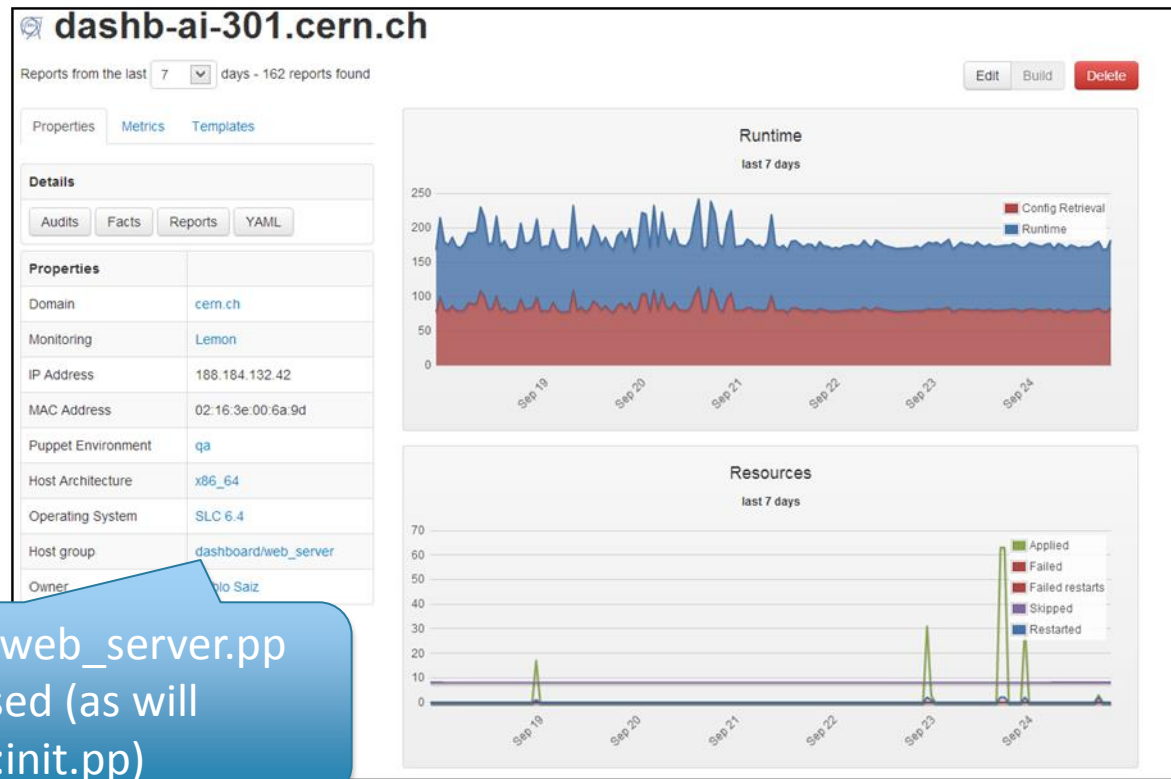 dashb-ai-301.cern.ch
Reports from the last 7 days - 162 reports found
Edit Build Delete
Properties Metrics Templates
Details
Audits Facts Reports YAML
Properties
Domain cern.ch
Monitoring Lemon
IP Address 188.184.132.42
MAC Address 02:16:3e:00:6a:9d
Puppet Environment qa
Host Architecture x86_64
Operating System SLC 6.4
Host group dashboard/web_server
Owner Saiz
web_server.pp
sed (as will
:init.pp)
Runtime
last 7 days
250
200
150
100
50
0
Config Retrieval
Runtime
Sep 19 Sep 20 Sep 21 Sep 22 Sep 23 Sep 24
Resources
last 7 days
70
60
50
40
30
20
10
0
Applied
Failed
Failed restarts
Skipped
Restarted
Sep 19 Sep 20 Sep 21 Sep 22 Sep 23 Sep 24